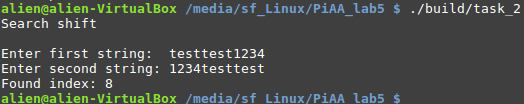 alien@alien-VirtualBox /media/sf_Linux/PiAA_lab5 $ ./build/task_2
Search shift
Enter first string:  testtest1234
Enter second string: 1234testtest
Found index: 8
alien@alien-VirtualBox /media/sf_Linux/PiAA_lab5 $